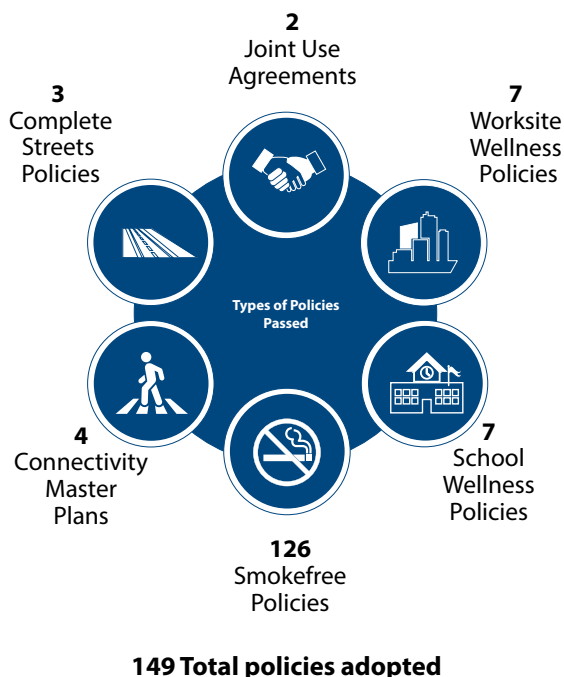 2
Joint Use
Agreements
3
Complete
Streets
Policies
7
Worksite
Wellness
Policies
Types of Policies
Passed
4
Connectivity
Master
Plans
7
School
Wellness
Policies
126
Smokefree
Policies
149 Total policies adopted